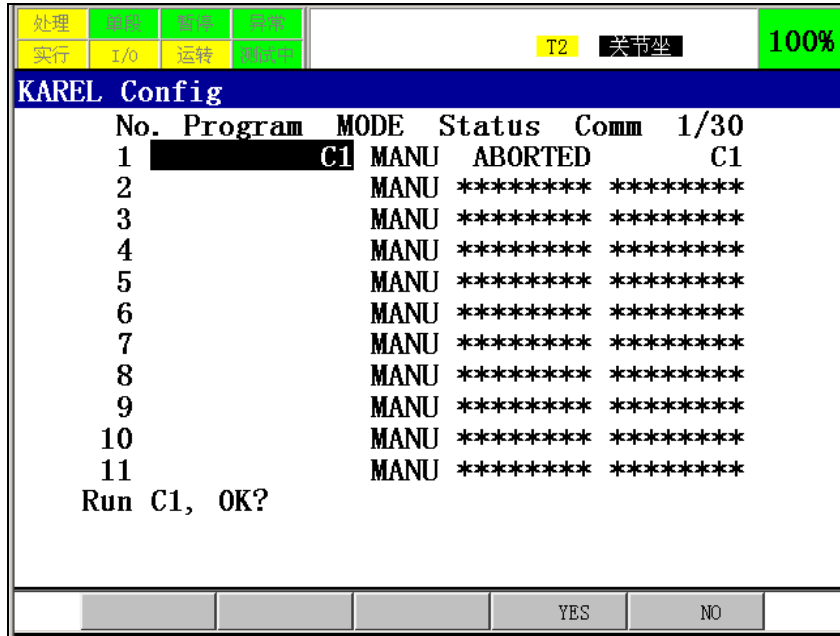 处理 单段 暂停 异常
实行 I/O 运转 测试中
T2 关节坐 100%
KAREL Config
No. Program MODE Status Comm 1/30
1 C1 MANU ABORTED C1
2 MANU ******** ********
3 MANU ******** ********
4 MANU ******** ********
5 MANU ******** ********
6 MANU ******** ********
7 MANU ******** ********
8 MANU ******** ********
9 MANU ******** ********
10 MANU ******** ********
11 MANU ******** ********
Run C1, OK?
YES NO